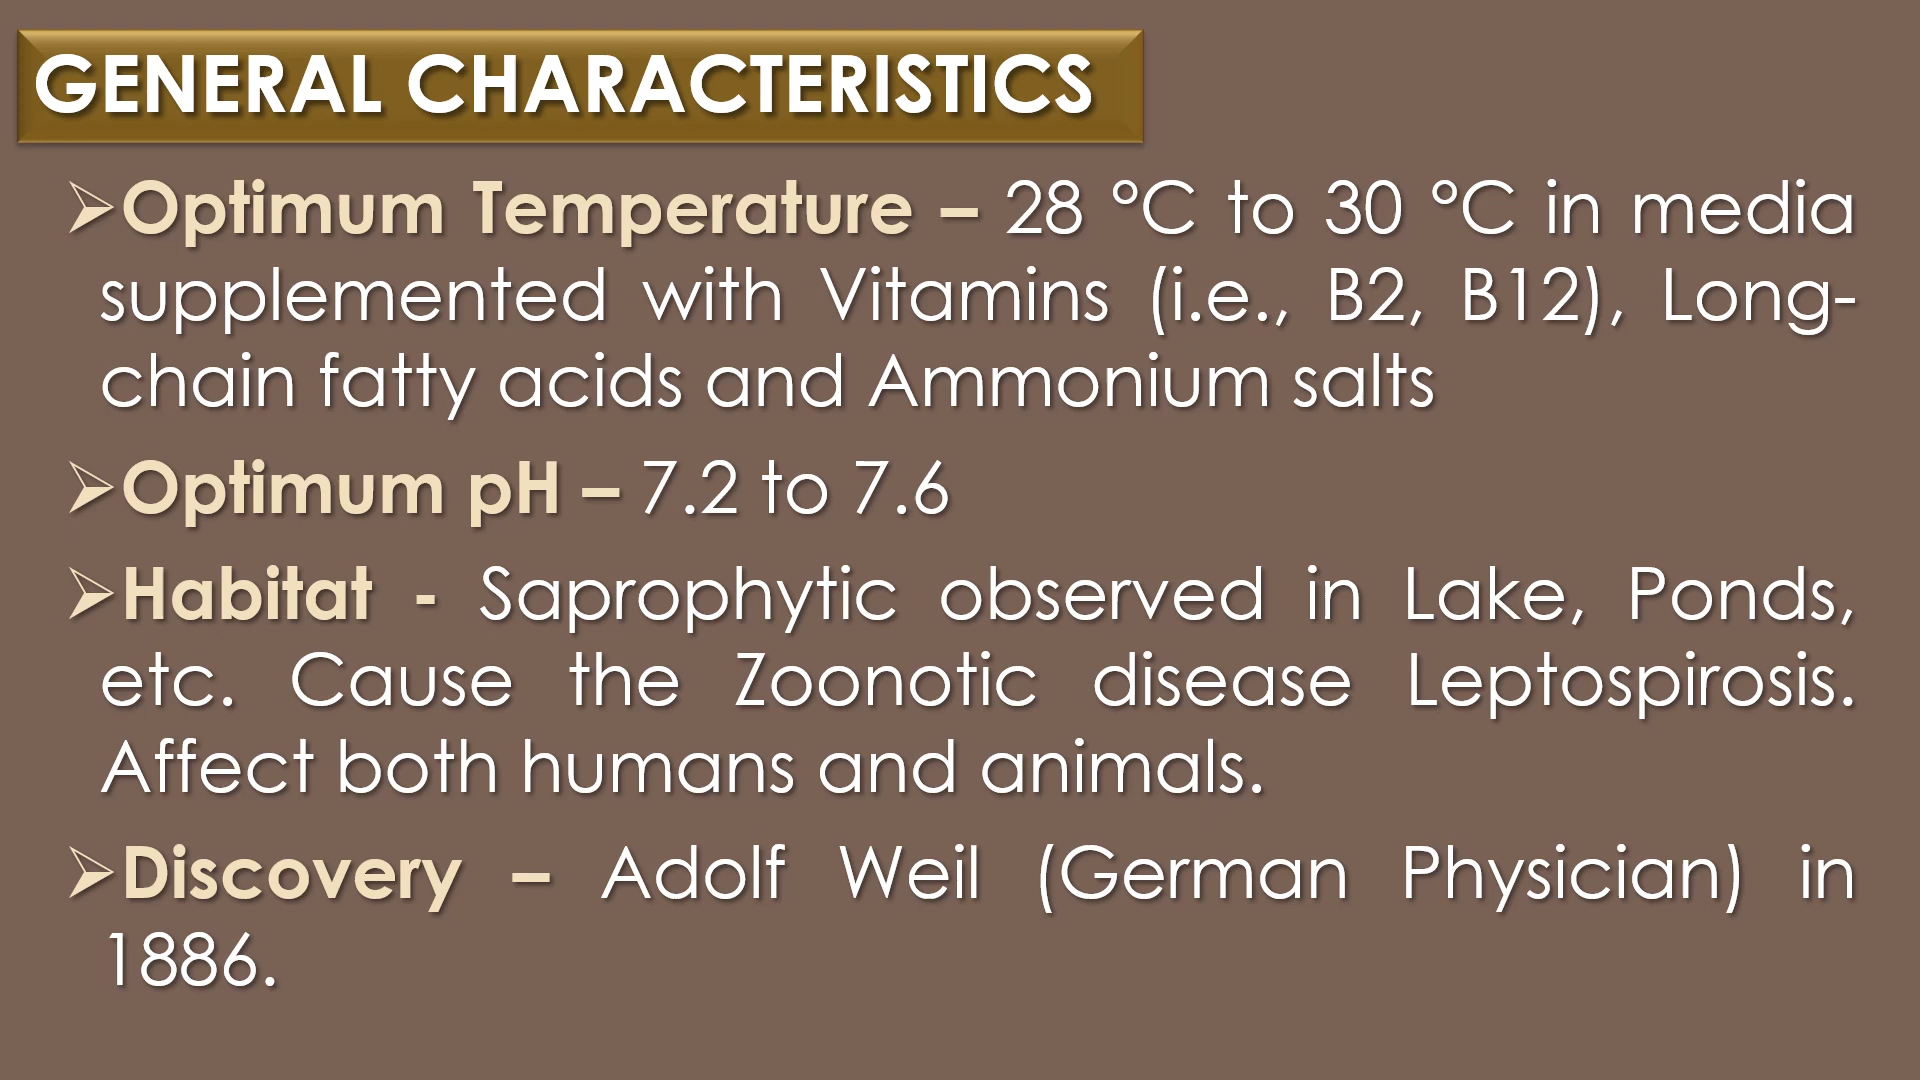 GENERAL CHARACTERISTICS
➢Optimum Temperature – 28 °C to 30 °C in media
supplemented with Vitamins (i.e., B2, B12), Long-
chain fatty acids and Ammonium salts
➢Optimum pH – 7.2 to 7.6
➢Habitat - Saprophytic observed in Lake, Ponds,
etc. Cause the Zoonotic disease Leptospirosis.
Affect both humans and animals.
➢Discovery – Adolf Weil (German Physician) in
1886.